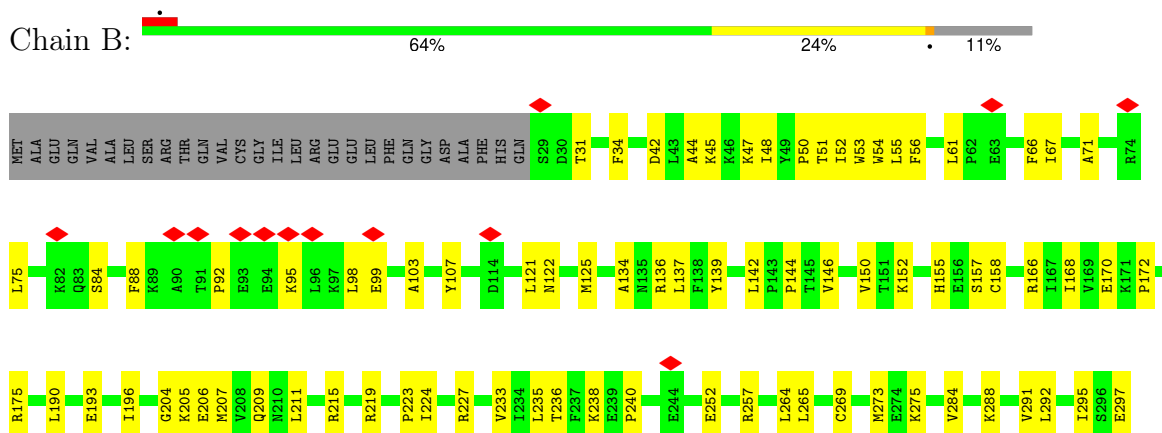 Chain B:
64% 24% • 11%
MET ALA GLU GLN VAL ALA LEU SER ARG THR GLN VAL CYS GLY ILE LEU ARG GLU GLU LEU PHE GLN GLY ASP ALA PHE HIS GLN S29 D30 T31 F34 D42 L43 A44 K45 K46 K47 I48 Y49 P50 T51 I52 W53 W54 L55 F56 L61 P62 E63 F66 I67 A71 R74
L75 K82 Q83 S84 F88 K89 A90 T91 P92 E93 E94 K95 L96 K97 L98 E99 A103 Y107 D114 L121 N122 M125 A134 N135 R136 L137 F138 Y139 L142 P143 P144 T145 V146 V150 T151 K152 H155 E156 S157 C158 R166 I167 I168 V169 E170 K171 P172
R175 L190 E193 I196 G204 K205 E206 M207 V208 Q209 N210 L211 R215 R219 P223 I224 R227 V233 I234 L235 T236 F237 K238 E239 P240 E244 E252 R257 L264 L265 C269 M273 E274 K275 V284 K288 V291 L292 I295 S296 E297